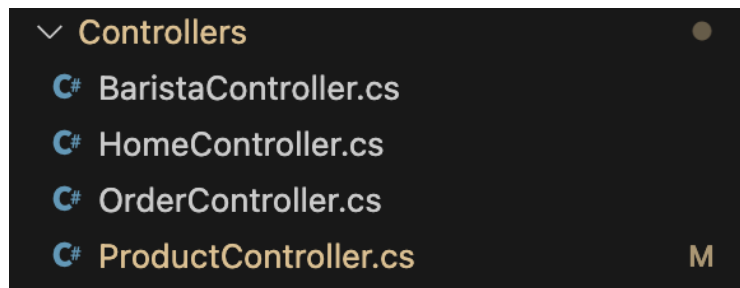 Controllers
C# BaristaController.cs
C# HomeController.cs
C# OrderController.cs
C# ProductController.cs M